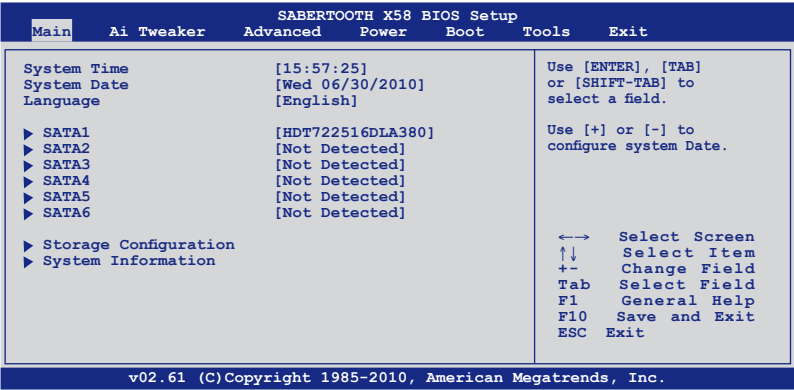 SABERTOOTH X58 BIOS Setup
Main Ai Tweaker Advanced Power Boot Tools Exit
System Time [15:57:25]
System Date [Wed 06/30/2010]
Language [English]
SATA1 [HDT722516DLA380]
SATA2 [Not Detected]
SATA3 [Not Detected]
SATA4 [Not Detected]
SATA5 [Not Detected]
SATA6 [Not Detected]
Storage Configuration
System Information
Use [ENTER], [TAB]
or [SHIFT-TAB] to
select a field.
Use [+] or [-] to
configure system Date.
←→ Select Screen
↑↓ Select Item
+- Change Field
Tab Select Field
F1 General Help
F10 Save and Exit
ESC Exit
v02.61 (C)Copyright 1985-2010, American Megatrends, Inc.